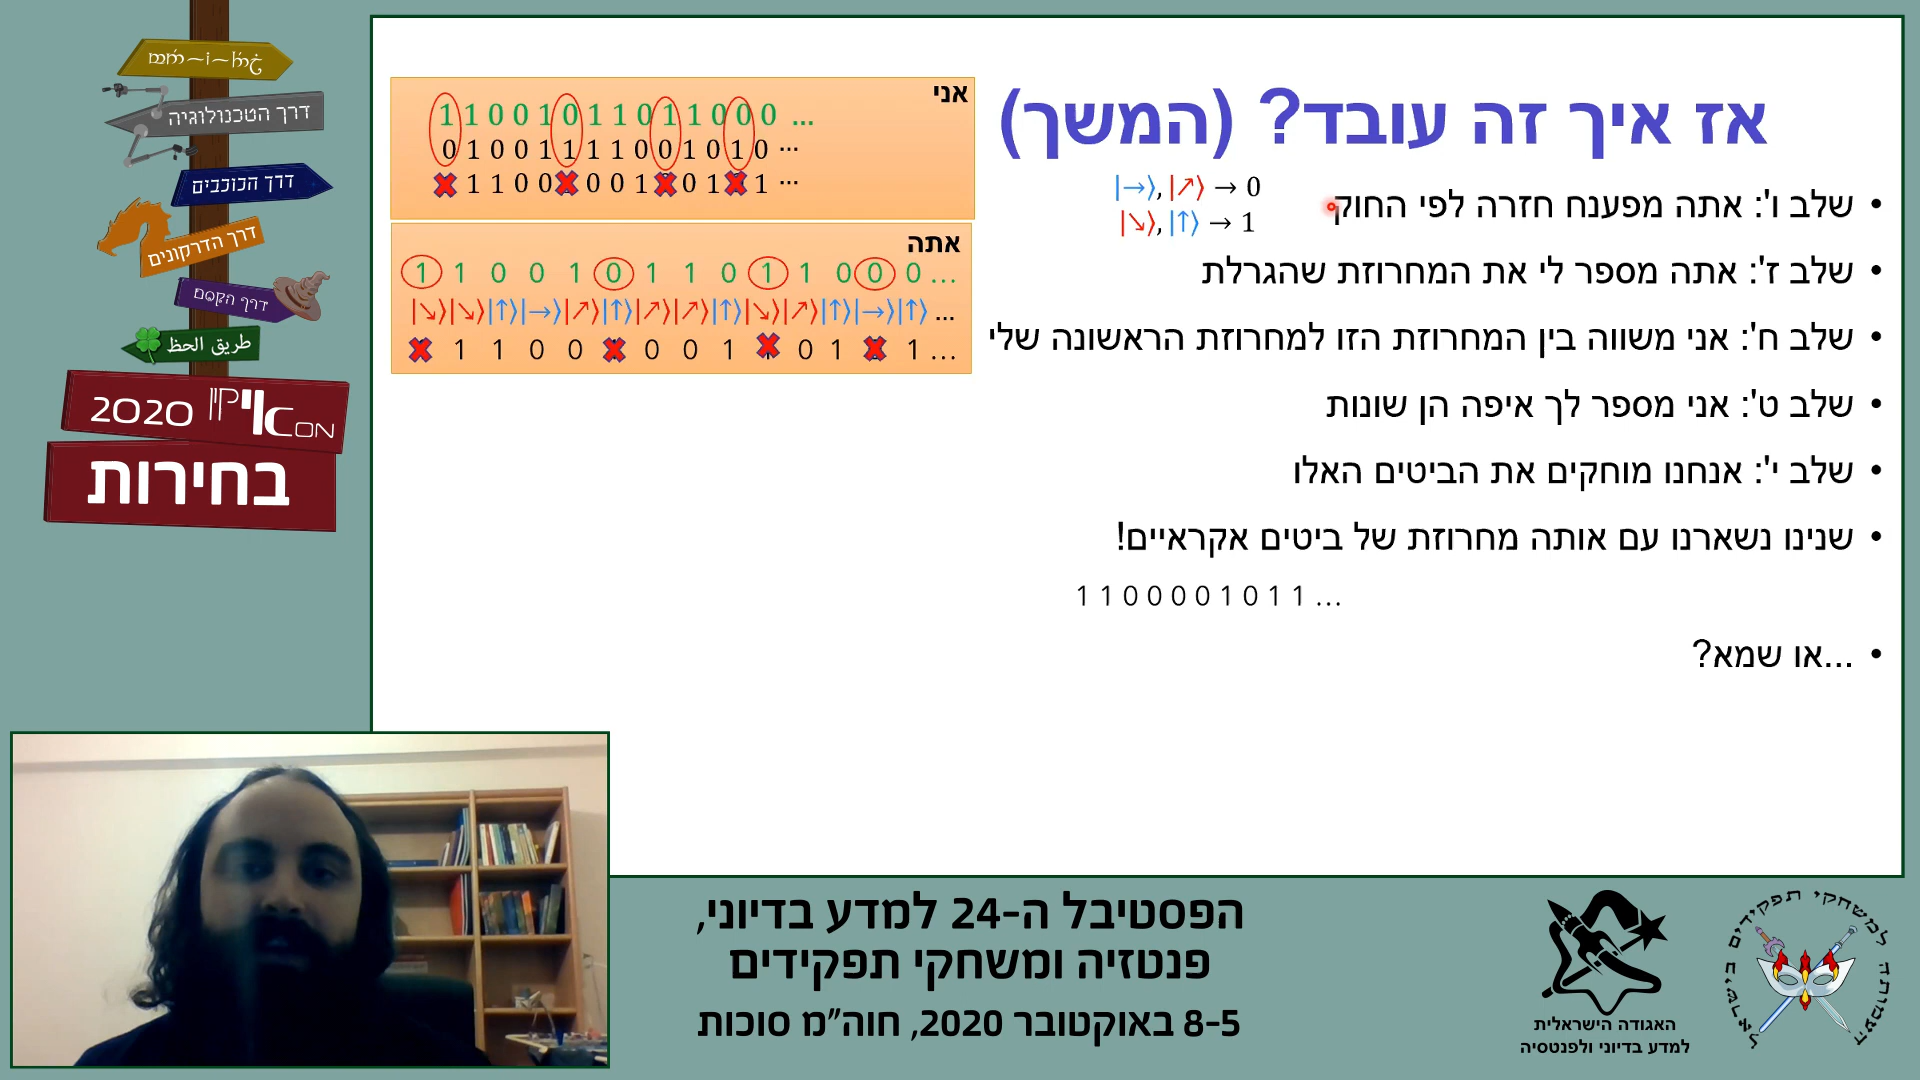 דרך הטכנולוגיה
דרך הכוכבים
דרך הדרקונים
דרך הקסם
طريق الحظ
אייקון CON 2020
בחירות
אז איך זה עובד? (המשך)
שלב ו': אתה מפענח חזרה לפי החוק
|→⟩,|↗⟩ → 0
|↘⟩,|↑⟩ → 1
שלב ז': אתה מספר לי את המחרוזת שהגרלת
שלב ח': אני משווה בין המחרוזת הזו למחרוזת הראשונה שלי
שלב ט': אני מספר לך איפה הן שונות
שלב י': אנחנו מוחקים את הביטים האלו
שנינו נשארנו עם אותה מחרוזת של ביטים אקראיים!
1 1 0 0 0 0 1 0 1 1 ...
...או שמא?
אני
1 1 0 0 1 0 1 1 0 1 1 0 0 0 ...
0 1 0 0 1 1 1 1 0 0 1 0 1 0 ...
1 1 0 0 0 0 1 0 1 1 ...
אתה
1 1 0 0 1 0 1 1 0 1 1 0 0 0 ...
|↘⟩|↘⟩|↑⟩|→⟩|↗⟩|↑⟩|↗⟩|↗⟩|↑⟩|↘⟩|↗⟩|↑⟩|→⟩|↑⟩ ...
1 1 0 0 0 0 1 0 1 1 ...
הפסטיבל ה-24 למדע בדיוני,
פנטזיה ומשחקי תפקידים
5-8 באוקטובר 2020, חוה"מ סוכות
האגודה הישראלית
למדע בדיוני ולפנטסיה
העמותה למשחקי תפקידים בישראל